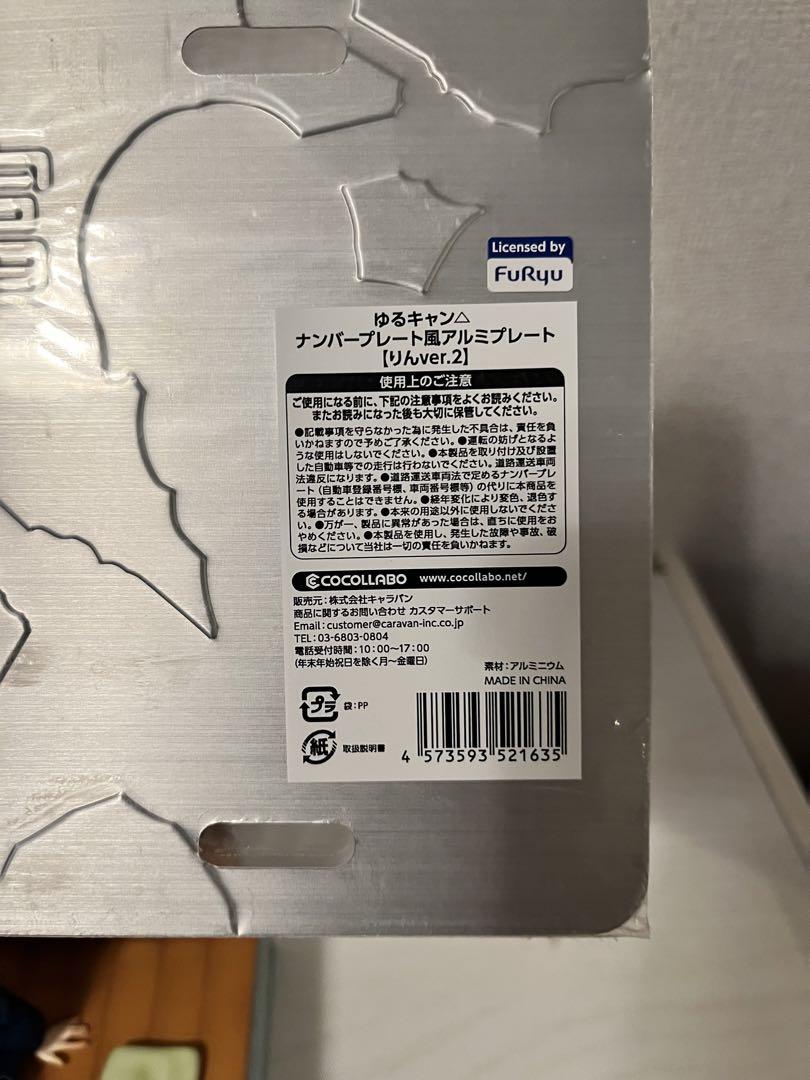 Licensed by
FuRyu
ゆるキャン△
ナンバープレート風アルミプレート
【りんver.2】
使用上のご注意
ご使用になる前に、下記の注意事項をよくお読みください。
またお読みになった後も大切に保管してください。
●記載事項を守らなかった為に発生した不具合は、責任を負
いかねますので予めご了承ください。●運転の妨げとなるよ
うな使用はしないでください。●本製品を取り付け及び設置
した自動車等での走行は行わないでください。道路運送車両
法違反になります。●道路運送車両法で定めるナンバープレ
ート（自動車登録番号標、車両番号標等）の代りに本商品を
使用することはできません。●経年変化により変色、退色す
る場合があります。●本来の用途以外に使用しないでくださ
い。●万が一、製品に異常があった場合は、直ちに使用をお
やめください。●本製品を使用し、発生した故障や事故、破
損などについて当社は一切の責任を負いかねます。
COCOLLABO www.cocollabo.net/
販売元：株式会社キャラバン
商品に関するお問い合わせ カスタマーサポート
Email：customer@caravan-inc.co.jp
TEL：03-6803-0804
電話受付時間：10：00～17：00
（年末年始祝日を除く月～金曜日）
素材：アルミニウム
MADE IN CHINA
プラ 袋：PP
紙 取扱説明書
4 573593 521635